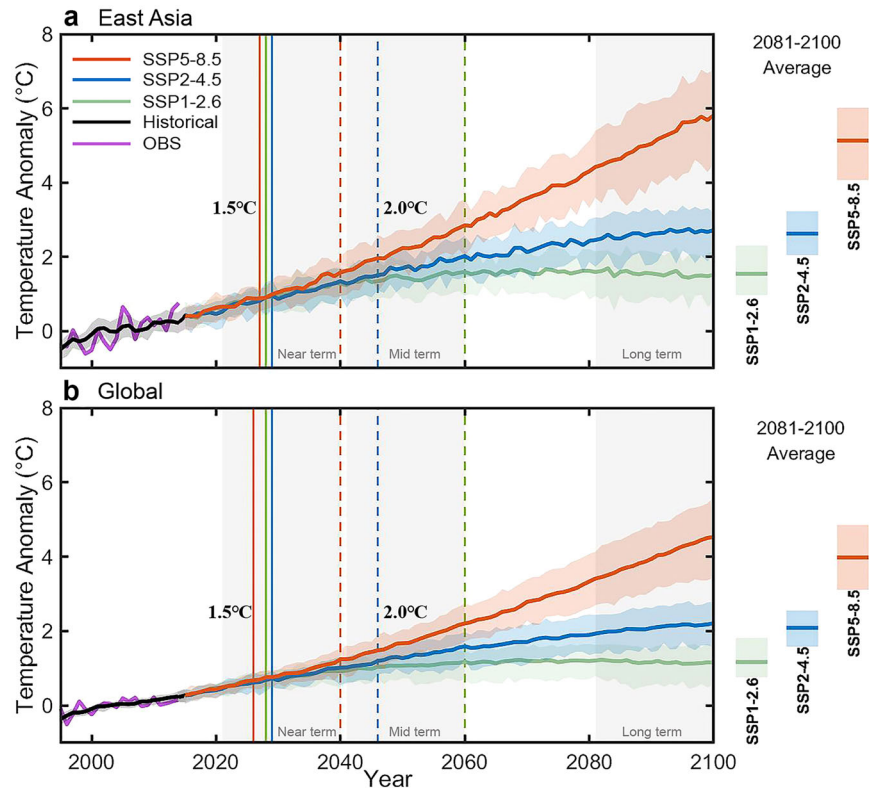 a East Asia
8
6
4
2
0
Temperature Anomaly (°C)
SSP5-8.5
SSP2-4.5
SSP1-2.6
Historical
OBS
1.5°C
2.0°C
Near term
Mid term
Long term
2081-2100
Average
SSP1-2.6
SSP2-4.5
SSP5-8.5
b Global
8
6
4
2
0
Temperature Anomaly (°C)
1.5°C
2.0°C
Near term
Mid term
Long term
2000
2020
2040
2060
2080
2100
Year
2081-2100
Average
SSP1-2.6
SSP2-4.5
SSP5-8.5